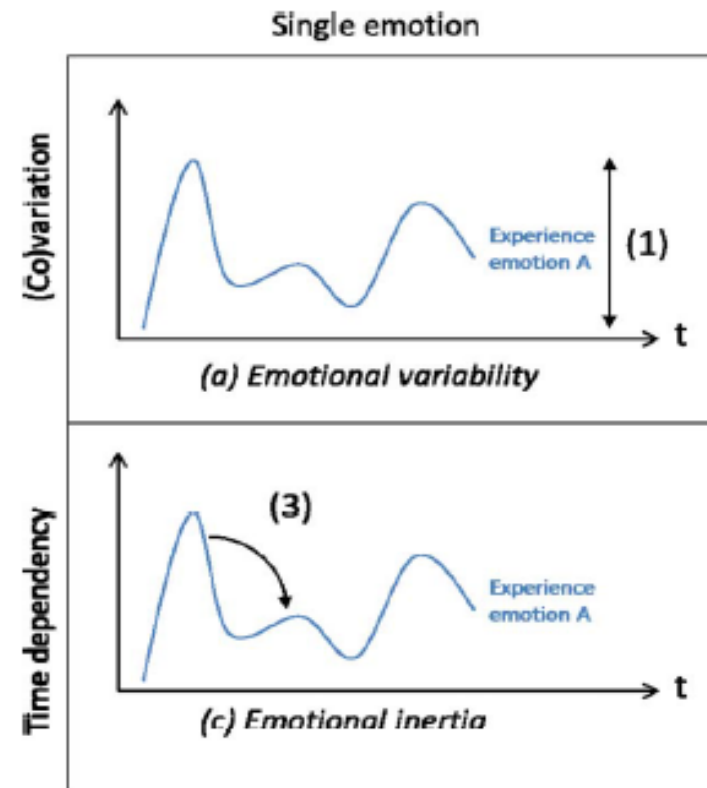 Single emotion
(Co)variation
Experience
emotion A
(1)
t
(a) Emotional variability
Time dependency
(3)
Experience
emotion A
t
(c) Emotional inertia